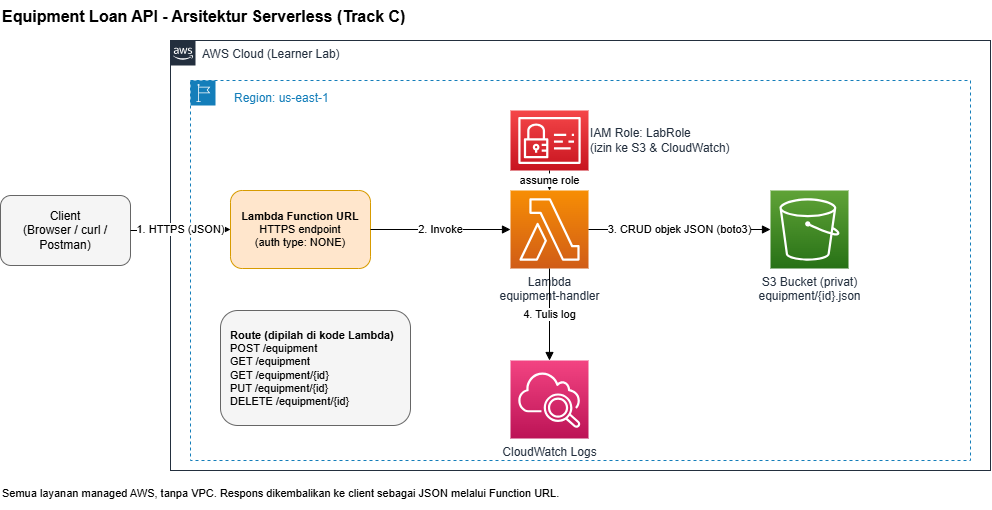 Equipment Loan API - Arsitektur Serverless (Track C)
aws
AWS Cloud (Learner Lab)
Region: us-east-1
IAM Role: LabRole
(izin ke S3 & CloudWatch)
assume role
Client
(Browser / curl /
Postman)
1. HTTPS (JSON)
Lambda Function URL
HTTPS endpoint
(auth type: NONE)
2. Invoke
3. CRUD objek JSON (boto3)
Lambda
equipment-handler
S3 Bucket (privat)
equipment/{id}.json
4. Tulis log
Route (dipilah di kode Lambda)
POST /equipment
GET /equipment
GET /equipment/{id}
PUT /equipment/{id}
DELETE /equipment/{id}
CloudWatch Logs
Semua layanan managed AWS, tanpa VPC. Respons dikembalikan ke client sebagai JSON melalui Function URL.